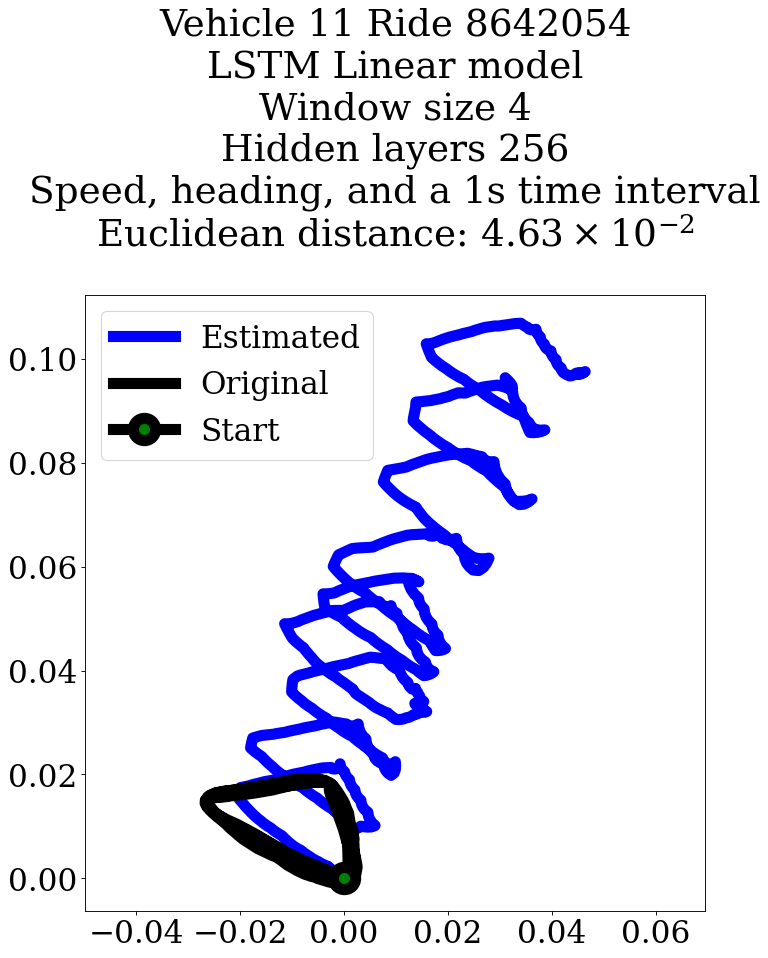 Vehicle 11 Ride 8642054
LSTM Linear model
Window size 4
Hidden layers 256
Speed, heading, and a 1s time interval
Euclidean distance: 4.63 × 10⁻²
Estimated
Original
Start
0.10
0.08
0.06
0.04
0.02
0.00
−0.04 −0.02 0.00 0.02 0.04 0.06